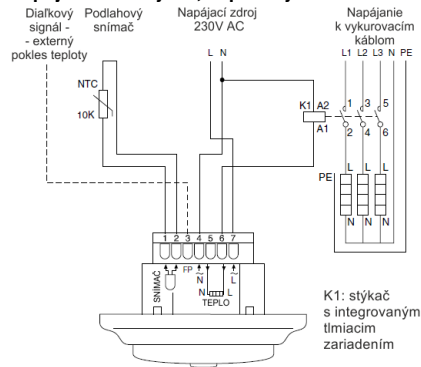 Diaľkový
signál -
- externý
pokles teploty
Podlahový
snímač
Napájací zdroj
230V AC
Napájanie
k vykurovacím
káblom
L N
L1 L2 L3 N PE
NTC
10K
K1 A2
A1
1 3 5
2 4 6
PE
L L L
N N N
1 2 3 4 5 6 7
SNÍMAČ
FP
N L
N L
TEPLO
K1: stýkač
s integrovaným
tlmiacim
zariadením